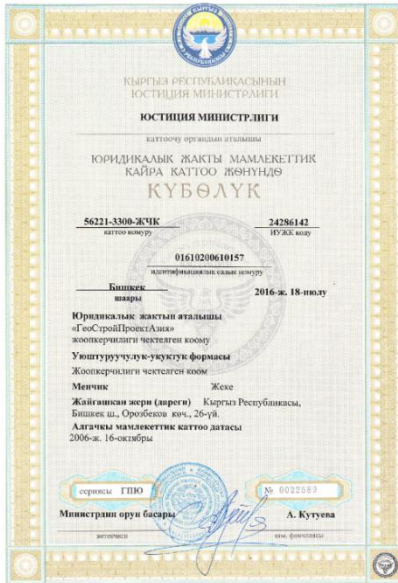 КЫРГЫЗ РЕСПУБЛИКАСЫНЫН
ЮСТИЦИЯ МИНИСТРЛИГИ
ЮСТИЦИЯ МИНИСТРЛИГИ
каттоочу органдын аталышы
ЮРИДИКАЛЫК ЖАКТЫ МАМЛЕКЕТТИК
КАЙРА КАТТОО ЖӨНҮНДӨ
КҮБӨЛҮК
56221-3300-ЖЧК 24286142
каттоо номуру ИУЖК коду
01610200610157
идентификациялык салык номуру
Бишкек 2016-ж. 18-июлу
шаары
Юридикалык жактын аталышы
«ГеоСтройПроектАзия»
жоопкерчилиги чектелген коому
Уюштуруучулук-укуктук формасы
Жоопкерчилиги чектелген коом
Менчик Жеке
Жайгашкан жери (дареги) Кыргыз Республикасы,
Бишкек ш., Орозбеков көч., 26-үй.
Алгачкы мамлекеттик каттоо датасы
2006-ж. 16-октябры
сериясы ГПЮ № 0022589
Министрдин орун басары А. Кутуева